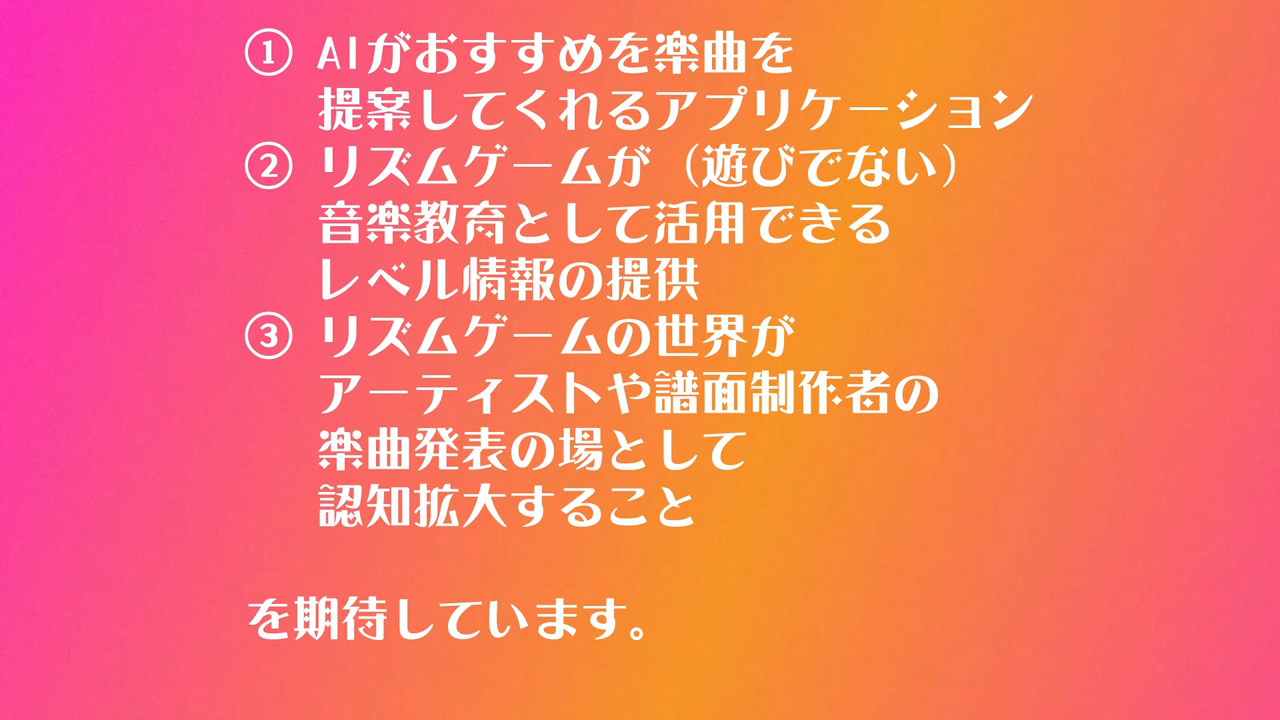 ① AIがおすすめを楽曲を
提案してくれるアプリケーション
② リズムゲームが（遊びでない）
音楽教育として活用できる
レベル情報の提供
③ リズムゲームの世界が
アーティストや譜面制作者の
楽曲発表の場として
認知拡大すること
を期待しています。